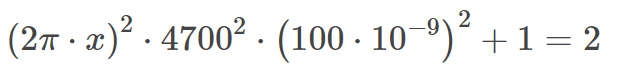 (2π · x)² · 4700² · (100 · 10⁻⁹)² + 1 = 2